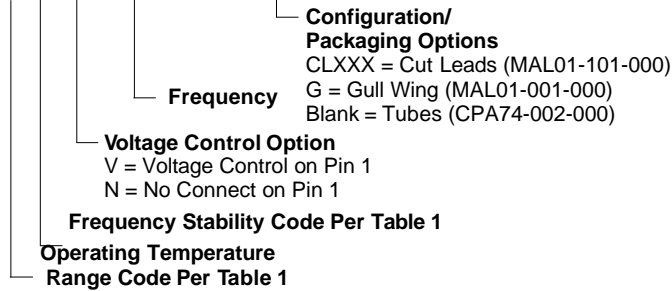 Configuration/
Packaging Options
CLXXX = Cut Leads (MAL01-101-000)
G = Gull Wing (MAL01-001-000)
Blank = Tubes (CPA74-002-000)
Frequency
Voltage Control Option
V = Voltage Control on Pin 1
N = No Connect on Pin 1
Frequency Stability Code Per Table 1
Operating Temperature
Range Code Per Table 1